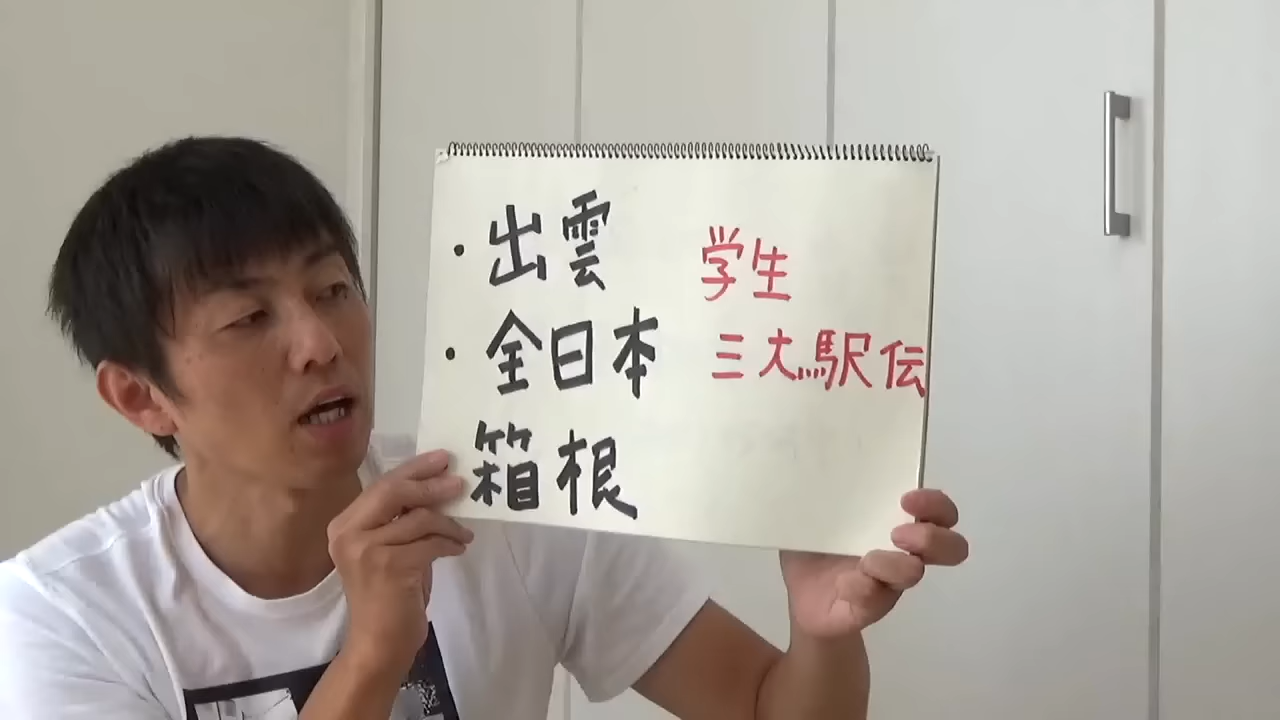 ・出雲
・全日本
箱根
学生
三大駅伝